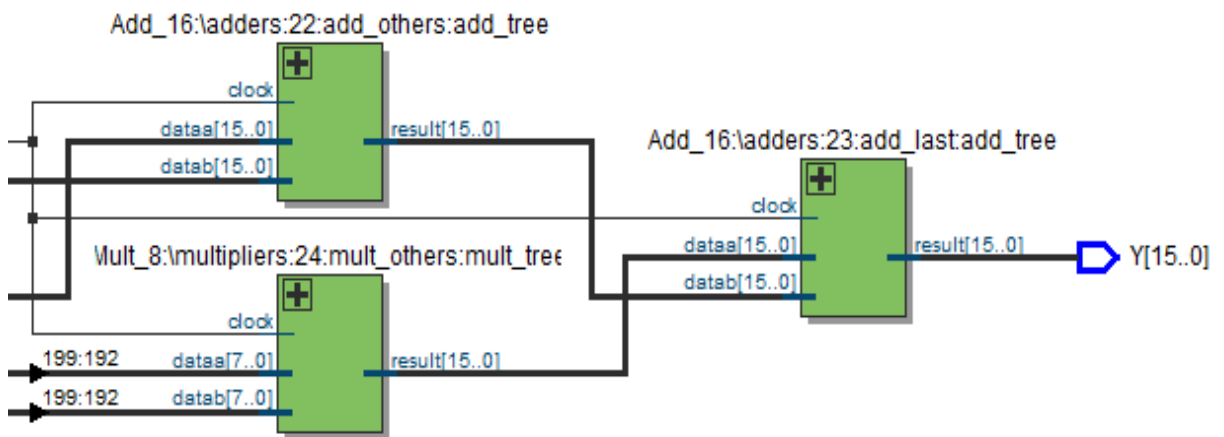 Add_16:\adders:22:add_others:add_tree
clock
dataa[15..0]
result[15..0]
datab[15..0]
Add_16:\adders:23:add_last:add_tree
clock
dataa[15..0]
result[15..0]
Y[15..0]
datab[15..0]
Mult_8:\multipliers:24:mult_others:mult_tree
clock
199:192
dataa[7..0]
result[15..0]
199:192
datab[7..0]